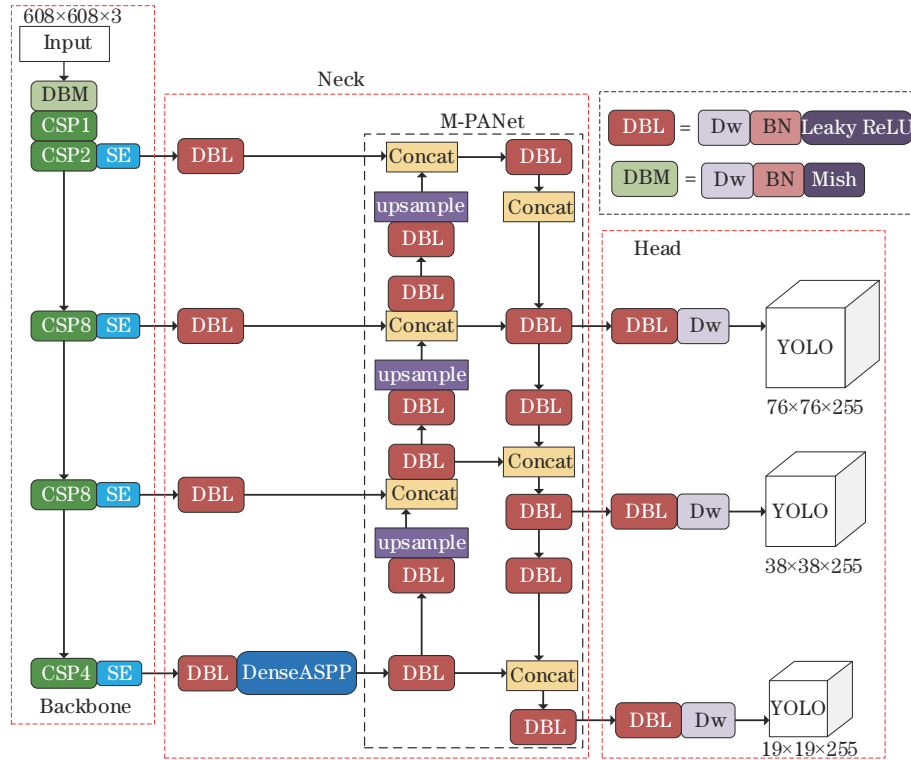 608×608×3
Input
DBM
CSP1
CSP2 SE
CSP8 SE
CSP8 SE
CSP4 SE
Backbone
Neck
DBL
DBL
DBL
DBL DenseASPP
M-PANet
Concat DBL
upsample Concat
DBL
DBL
Concat DBL
upsample
DBL DBL
DBL Concat
Concat DBL
upsample
DBL DBL
DBL Concat
DBL
DBL = Dw BN Leaky ReLU
DBM = Dw BN Mish
Head
DBL Dw YOLO
76×76×255
DBL Dw YOLO
38×38×255
DBL Dw YOLO
19×19×255